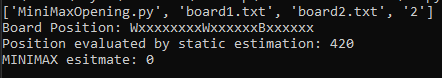 ['MiniMaxOpening.py', 'board1.txt', 'board2.txt', '2']
Board Position: WxxxxxxxxWxxxxxxBxxxxxx
Position evaluated by static estimation: 420
MINIMAX esitmate: 0